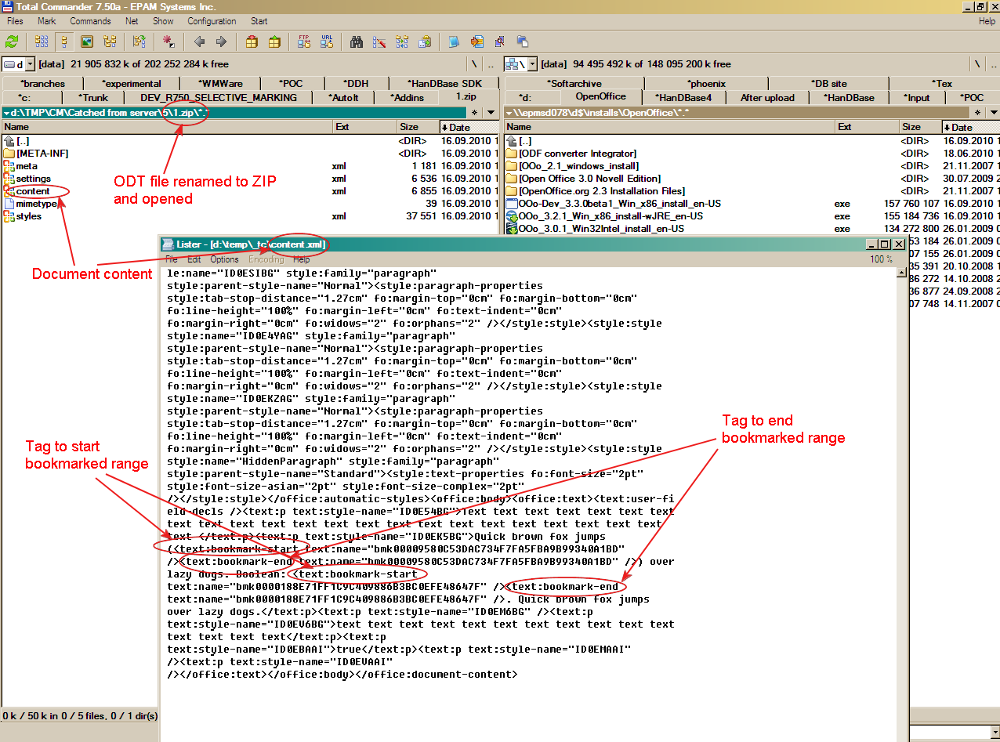 Total Commander 7.50a - EPAM Systems Inc.
Files Mark Commands Net Show Configuration Start Help
FTP URL
d [data] 21 905 832 k of 202 252 284 k free \ ..
\ [data] 94 495 492 k of 148 095 200 k free \ ..
*branches *experimental *WMWare *POC *DDH *HanDBase SDK
*c: *Trunk DEV_R750_SELECTIVE_MARKING *AutoIt *Addins 1.zip
*Softarchive *phoenix *DB site *Tex
*d: OpenOffice *HanDBase4 After upload *HanDBase *Input *POC
d:\TMP\CM\Catched from server\5\1.zip\*.* *
\\epmsd078\d$\installs\OpenOffice\*.* *
Name Ext Size Date
[..] <DIR> 16.09.2010 1
[META-INF] <DIR> 16.09.2010 1
meta xml 1 181 16.09.2010 1
settings xml 6 536 16.09.2010 1
content xml 6 855 16.09.2010 1
mimetype 39 16.09.2010 1
styles xml 37 551 16.09.2010 1
Name Ext Size Date
[..] <DIR> 16.09.2010 1
[ODF converter Integrator] <DIR> 18.06.2010 1
[OOo_2.1_windows_install] <DIR> 21.11.2007 1
[Open Office 3.0 Novell Edition] <DIR> 30.07.2009 2
[OpenOffice.org 2.3 Installation Files] <DIR> 21.11.2007 1
OOo-Dev_3.3.0beta1_Win_x86_install_en-US exe 157 760 107 16.09.2010 1
OOo_3.2.1_Win_x86_install-wJRE_en-US exe 155 184 736 16.09.2010 1
OOo_3.0.1_Win32Intel_install_en-US exe 134 272 800 26.01.2009 0
53 184 26.01.2009 0
07 155 26.01.2009 0
35 391 20.10.2008 1
86 272 14.10.2008 1
36 877 24.09.2008 2
07 748 14.11.2007 0
ODT file renamed to ZIP
and opened
Document content
Lister - [d:\temp\_tc\content.xml]
File Edit Options Encoding Help 100 %
le:name="ID0ESIBG" style:family="paragraph"
style:parent-style-name="Normal"><style:paragraph-properties
style:tab-stop-distance="1.27cm" fo:margin-top="0cm" fo:margin-bottom="0cm"
fo:line-height="100%" fo:margin-left="0cm" fo:text-indent="0cm"
fo:margin-right="0cm" fo:widows="2" fo:orphans="2" /></style:style><style:style
style:name="ID0E4YAG" style:family="paragraph"
style:parent-style-name="Normal"><style:paragraph-properties
style:tab-stop-distance="1.27cm" fo:margin-top="0cm" fo:margin-bottom="0cm"
fo:line-height="100%" fo:margin-left="0cm" fo:text-indent="0cm"
fo:margin-right="0cm" fo:widows="2" fo:orphans="2" /></style:style><style:style
style:name="ID0EKZAG" style:family="paragraph"
style:parent-style-name="Normal"><style:paragraph-properties
style:tab-stop-distance="1.27cm" fo:margin-top="0cm" fo:margin-bottom="0cm"
fo:line-height="100%" fo:margin-left="0cm" fo:text-indent="0cm"
fo:margin-right="0cm" fo:widows="2" fo:orphans="2" /></style:style><style:style
style:name="HiddenParagraph" style:family="paragraph"
style:parent-style-name="Standard"><style:text-properties fo:font-size="2pt"
style:font-size-asian="2pt" style:font-size-complex="2pt"
/></style:style></office:automatic-styles><office:body><office:text><text:user-fi
eld-decls /><text:p text:style-name="ID0E54BG">Text text text text text text text
text text text text text text text text text text text text text text text text
text </text:p><text:p text:style-name="ID0EK5BG">Quick brown fox jumps
(<text:bookmark-start text:name="bmk00009580C53DAC734F7FA5FBA9B99340A1BD"
/><text:bookmark-end text:name="bmk00009580C53DAC734F7FA5FBA9B99340A1BD" />) over
lazy dogs. Boolean: <text:bookmark-start
text:name="bmk0000188E71FF1C9C409886B3BC0EFE48647F" /><text:bookmark-end
text:name="bmk0000188E71FF1C9C409886B3BC0EFE48647F" />. Quick brown fox jumps
over lazy dogs.</text:p><text:p text:style-name="ID0EM6BG" /><text:p
text:style-name="ID0EV6BG">text text text text text text text text text text text
text text text text</text:p><text:p
text:style-name="ID0EBAAI">true</text:p><text:p text:style-name="ID0EMAAI"
/><text:p text:style-name="ID0EVAAI"
/></office:text></office:body></office:document-content>
Tag to start
bookmarked range
Tag to end
bookmarked range
0 k / 50 k in 0 / 5 files, 0 / 1 dir(s)